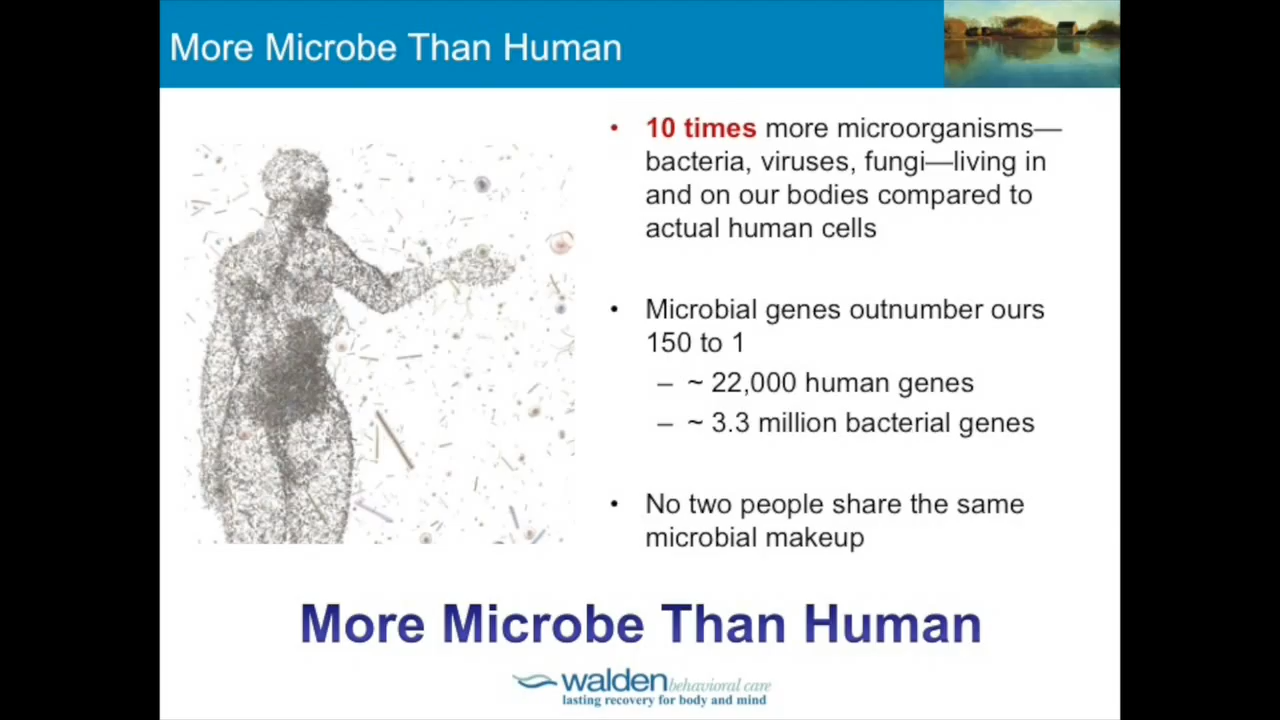 More Microbe Than Human
• 10 times more microorganisms—
bacteria, viruses, fungi—living in
and on our bodies compared to
actual human cells
• Microbial genes outnumber ours
150 to 1
– ~ 22,000 human genes
– ~ 3.3 million bacterial genes
• No two people share the same
microbial makeup
More Microbe Than Human
walden behavioral care
lasting recovery for body and mind